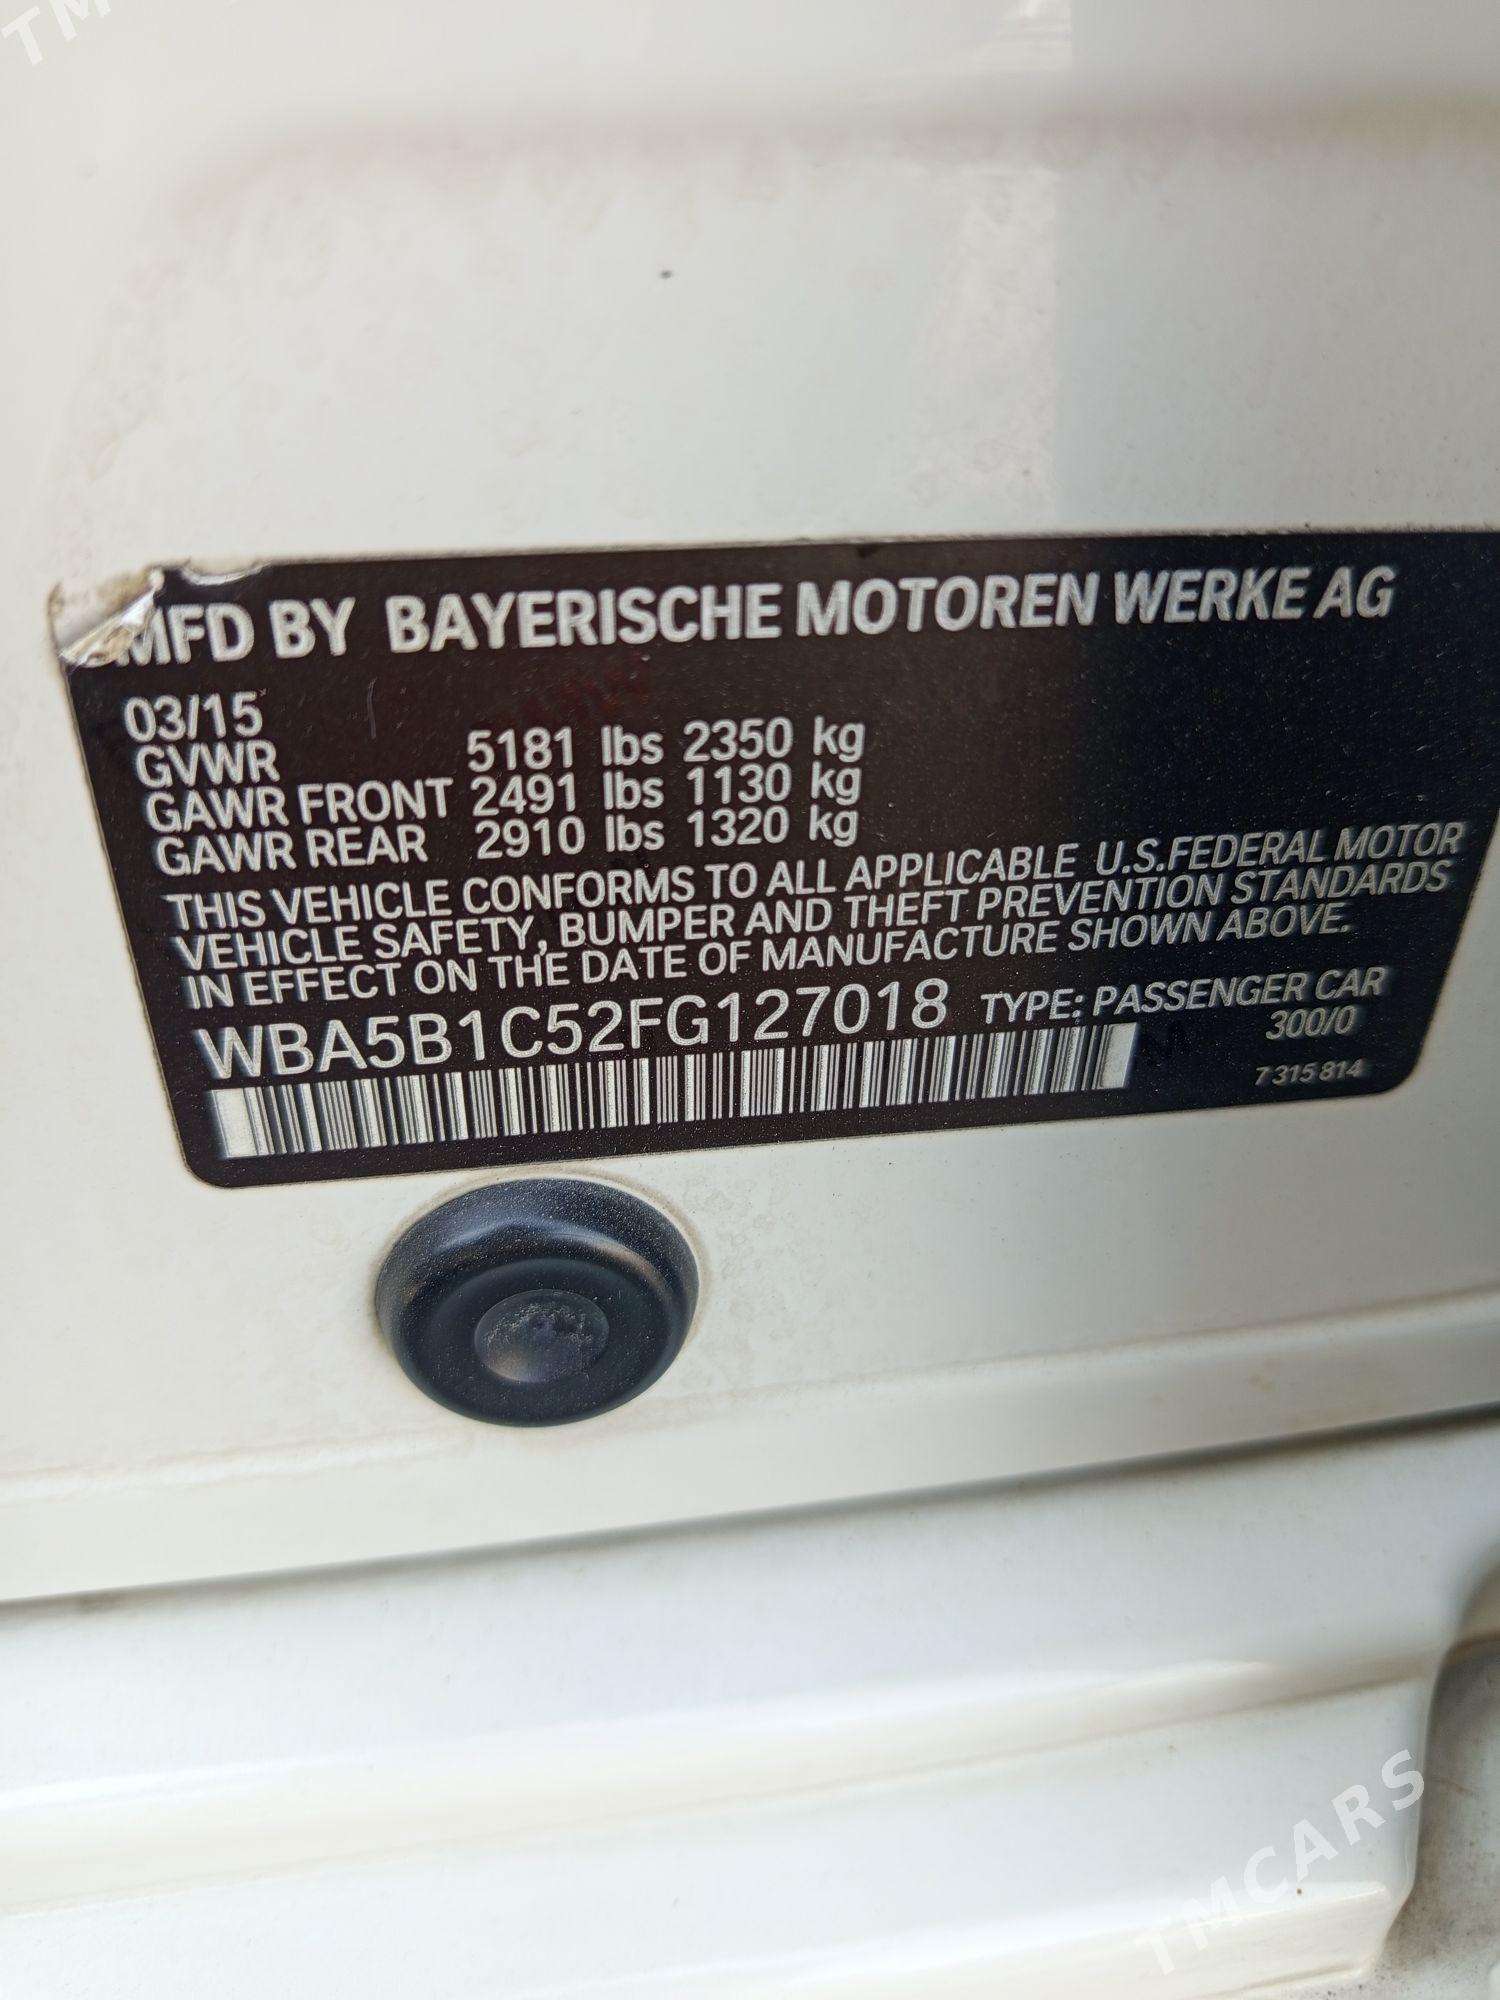 TM
MFD BY BAYERISCHE MOTOREN WERKE AG
03/15
GVWR 5181 lbs 2350 kg
GAWR FRONT 2491 lbs 1130 kg
GAWR REAR 2910 lbs 1320 kg
THIS VEHICLE CONFORMS TO ALL APPLICABLE U.S.FEDERAL MOTOR
VEHICLE SAFETY, BUMPER AND THEFT PREVENTION STANDARDS
IN EFFECT ON THE DATE OF MANUFACTURE SHOWN ABOVE.
WBA5B1C52FG127018 TYPE: PASSENGER CAR
300/0
7 315 814
TMCARS